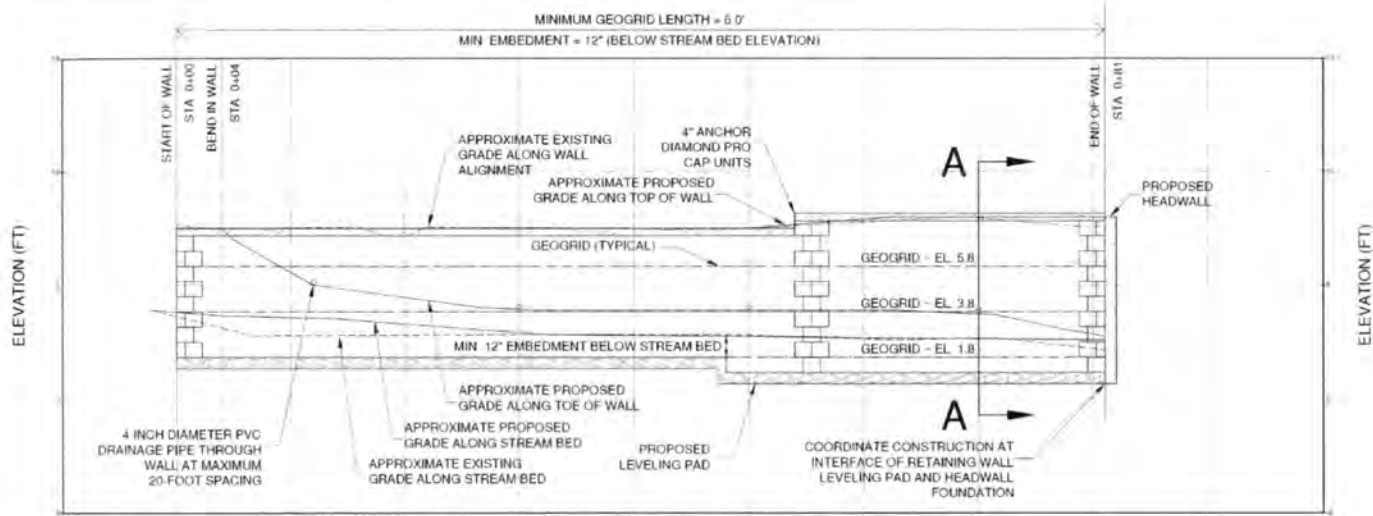 MINIMUM GEOGRID LENGTH = 6.0'
MIN EMBEDMENT = 12" (BELOW STREAM BED ELEVATION)
START OF WALL
STA 0+00
BEND IN WALL
STA 0+04
END OF WALL
STA 0+81
APPROXIMATE EXISTING
GRADE ALONG WALL
ALIGNMENT
4" ANCHOR
DIAMOND PRO
CAP UNITS
APPROXIMATE PROPOSED
GRADE ALONG TOP OF WALL
A
PROPOSED
HEADWALL
ELEVATION (FT)
GEOGRID (TYPICAL)
GEOGRID - EL 5.8
GEOGRID - EL 3.8
MIN 12" EMBEDMENT BELOW STREAM BED
GEOGRID - EL 1.8
ELEVATION (FT)
A
APPROXIMATE PROPOSED
GRADE ALONG TOE OF WALL
APPROXIMATE PROPOSED
GRADE ALONG STREAM BED
APPROXIMATE EXISTING
GRADE ALONG STREAM BED
4 INCH DIAMETER PVC
DRAINAGE PIPE THROUGH
WALL AT MAXIMUM
20-FOOT SPACING
PROPOSED
LEVELING PAD
COORDINATE CONSTRUCTION AT
INTERFACE OF RETAINING WALL
LEVELING PAD AND HEADWALL
FOUNDATION